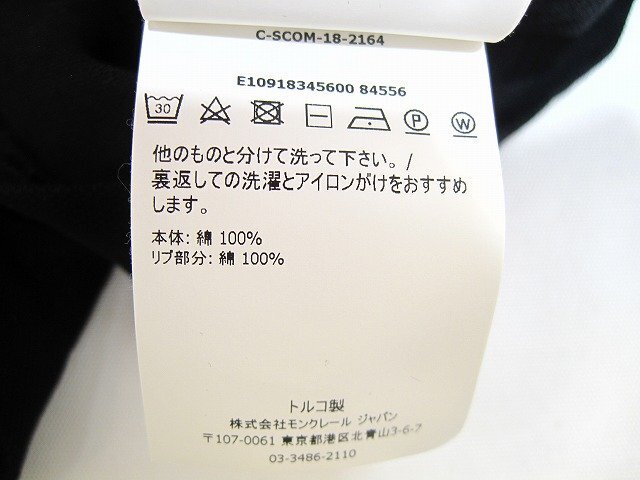 C-SCOM-18-2164
E10918345600 84556
30
P
W
他のものと分けて洗って下さい。/
裏返しての洗濯とアイロンがけをおすすめ
します。
本体: 綿 100%
リブ部分: 綿 100%
トルコ製
株式会社モンクレール ジャパン
〒107-0061 東京都港区北青山3-6-7
03-3486-2110